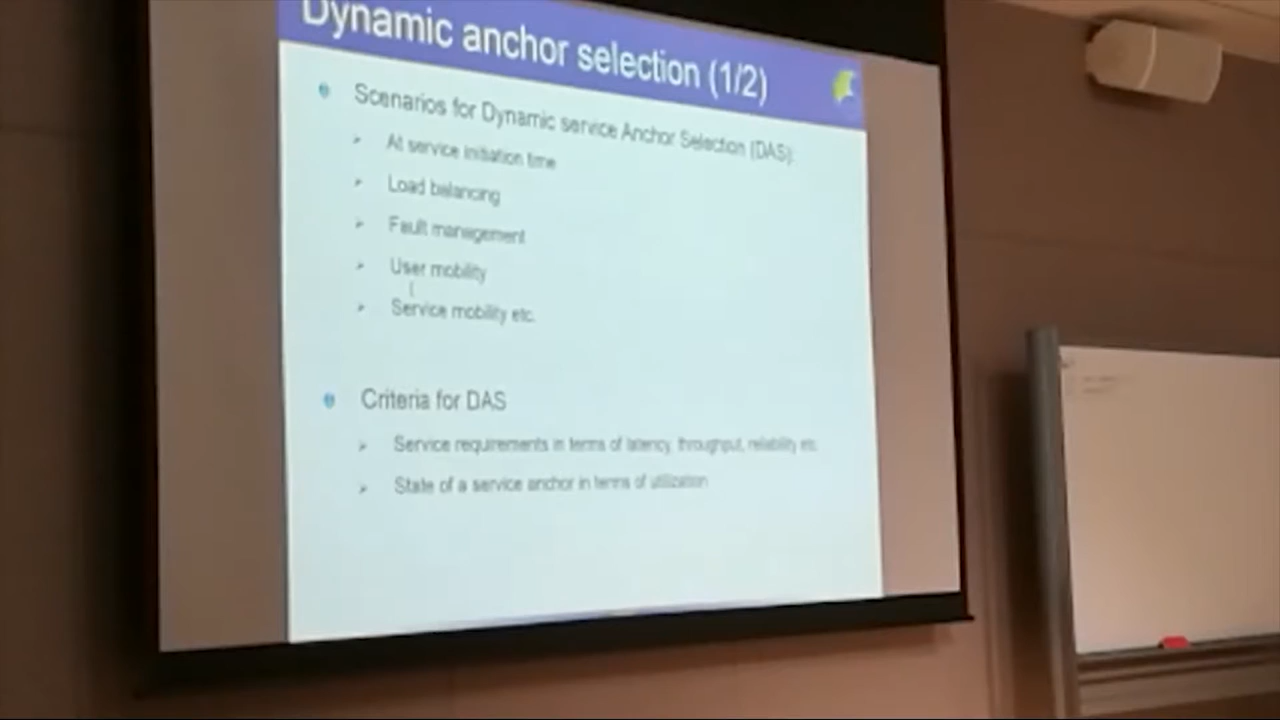 Dynamic anchor selection (1/2)
Scenarios for Dynamic service Anchor Selection (DAS):
At service initiation time
Load balancing
Fault management
User mobility
Service mobility etc.
Criteria for DAS
Service requirements in terms of latency, throughput, reliability etc
State of a service anchor in terms of utilization